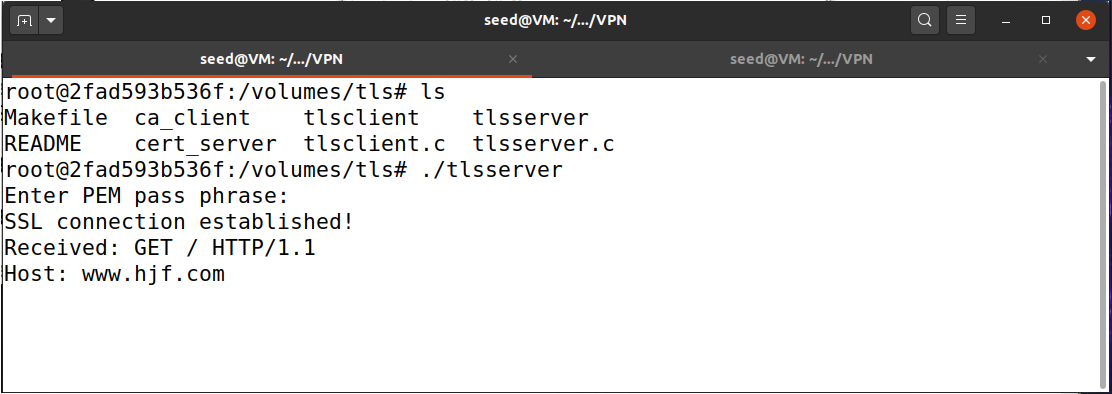 seed@VM: ~/.../VPN
seed@VM: ~/.../VPN
seed@VM: ~/.../VPN
root@2fad593b536f:/volumes/tls# ls
Makefile  ca_client    tlsclient    tlsserver
README    cert_server  tlsclient.c  tlsserver.c
root@2fad593b536f:/volumes/tls# ./tlsserver
Enter PEM pass phrase:
SSL connection established!
Received: GET / HTTP/1.1
Host: www.hjf.com